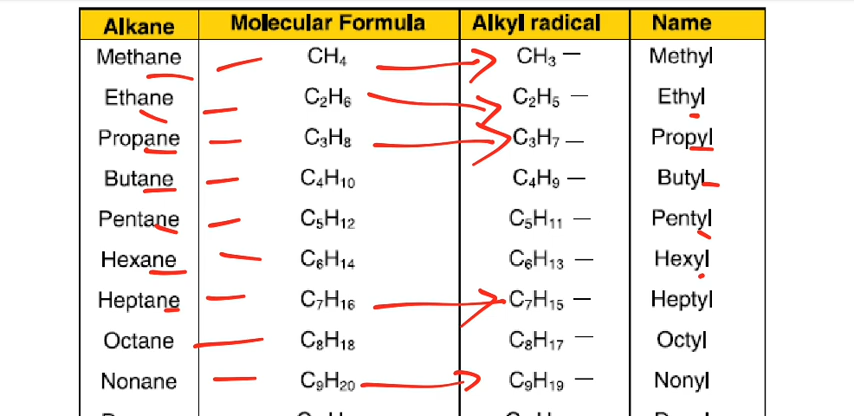 Alkane Molecular Formula Alkyl radical Name
Methane CH₄ CH₃ — Methyl
Ethane C₂H₆ C₂H₅ — Ethyl
Propane C₃H₈ C₃H₇ — Propyl
Butane C₄H₁₀ C₄H₉ — Butyl
Pentane C₅H₁₂ C₅H₁₁ — Pentyl
Hexane C₆H₁₄ C₆H₁₃ — Hexyl
Heptane C₇H₁₆ C₇H₁₅ — Heptyl
Octane C₈H₁₈ C₈H₁₇ — Octyl
Nonane C₉H₂₀ C₉H₁₉ — Nonyl